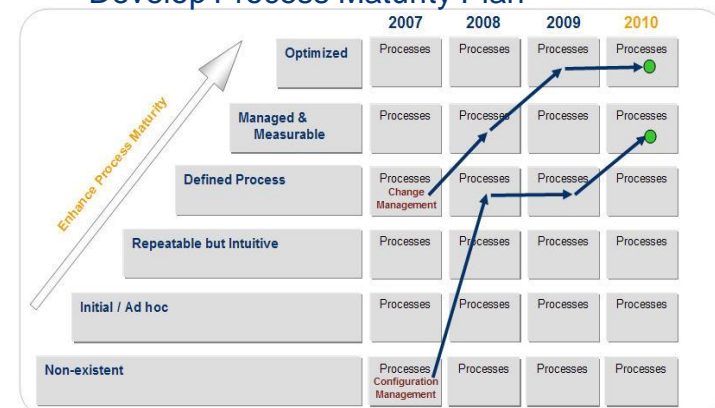 Develop Process Maturity Plan
2007 2008 2009 2010
Optimized Processes Processes Processes Processes
Managed &
Measurable
Processes Processes Processes Processes
Defined Process Processes Processes Processes Processes
Change
Management
Repeatable but Intuitive Processes Processes Processes Processes
Initial / Ad hoc Processes Processes Processes Processes
Non-existent Processes Processes Processes Processes
Configuration
Management
Enhance Process Maturity